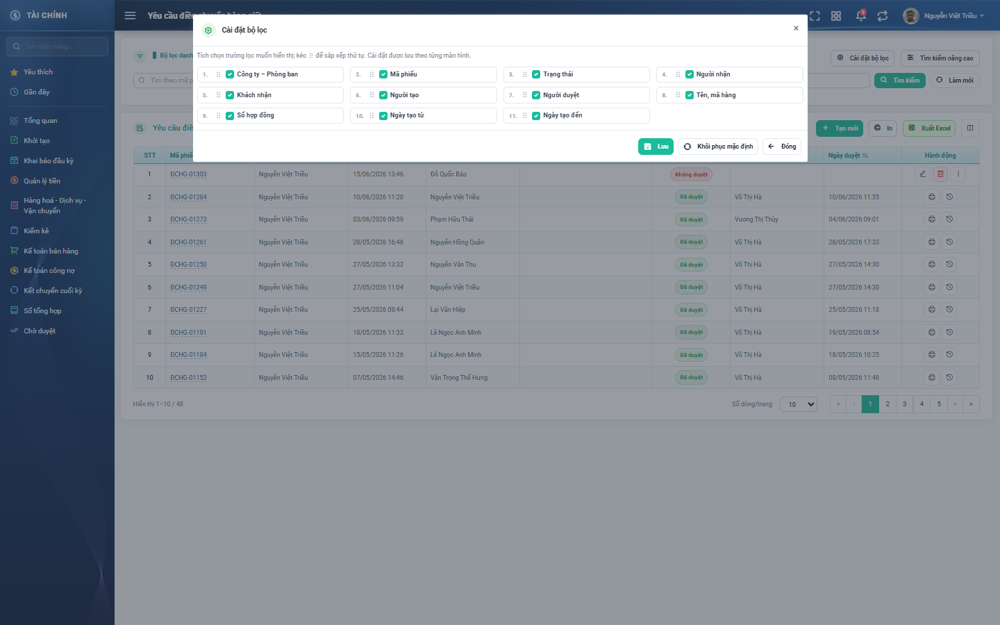 TÀI CHÍNH
Tìm chức năng...
Yêu thích
Gần đây
Tổng quan
Khởi tạo
Khai báo đầu kỳ
Quản lý tiền
Hàng hoá - Dịch vụ -
Vận chuyển
Kiểm kê
Kế toán bán hàng
Kế toán công nợ
Kết chuyển cuối kỳ
Sổ tổng hợp
Chờ duyệt
Yêu cầu điều chuyển hàng giữ
3
Nguyễn Việt Triều
Cài đặt bộ lọc
×
Tích chọn trường lọc muốn hiển thị; kéo ⠿ để sắp xếp thứ tự. Cài đặt được lưu theo từng màn hình.
1. Công ty – Phòng ban
2. Mã phiếu
3. Trạng thái
4. Người nhận
5. Khách nhận
6. Người tạo
7. Người duyệt
8. Tên, mã hàng
9. Số hợp đồng
10. Ngày tạo từ
11. Ngày tạo đến
Lưu
Khôi phục mặc định
Đóng
Bộ lọc danh
Cài đặt bộ lọc
Tìm kiếm nâng cao
Tìm theo mã p
Tìm kiếm
Làm mới
Yêu cầu điề
Tạo mới
In
Xuất Excel
STT Mã phiế Ngày duyệt Hành động
1 ĐCHG-01303 Nguyễn Việt Triều 15/06/2026 13:46 Đỗ Quốc Bảo Không duyệt
2 ĐCHG-01284 Nguyễn Việt Triều 10/06/2026 11:20 Nguyễn Việt Triều Đã duyệt Võ Thị Hà 10/06/2026 11:35
3 ĐCHG-01273 Nguyễn Việt Triều 03/06/2026 09:59 Phạm Hữu Thái Đã duyệt Vương Thị Thùy 04/06/2026 09:01
4 ĐCHG-01261 Nguyễn Việt Triều 28/05/2026 16:46 Nguyễn Hồng Quân Đã duyệt Võ Thị Hà 28/05/2026 17:33
5 ĐCHG-01250 Nguyễn Việt Triều 27/05/2026 13:32 Nguyễn Văn Thu Đã duyệt Võ Thị Hà 27/05/2026 14:30
6 ĐCHG-01249 Nguyễn Việt Triều 27/05/2026 11:04 Nguyễn Việt Triều Đã duyệt Võ Thị Hà 27/05/2026 14:30
7 ĐCHG-01227 Nguyễn Việt Triều 25/05/2026 08:44 Lại Văn Hiệp Đã duyệt Võ Thị Hà 25/05/2026 11:18
8 ĐCHG-01191 Nguyễn Việt Triều 18/05/2026 11:33 Lê Ngọc Anh Minh Đã duyệt Võ Thị Hà 19/05/2026 08:54
9 ĐCHG-01184 Nguyễn Việt Triều 15/05/2026 11:26 Lê Ngọc Anh Minh Đã duyệt Võ Thị Hà 18/05/2026 10:25
10 ĐCHG-01152 Nguyễn Việt Triều 07/05/2026 14:46 Văn Trọng Thế Hưng Đã duyệt Võ Thị Hà 08/05/2026 11:48
Hiển thị 1–10 / 48
Số dòng/trang: 10
« ‹ 1 2 3 4 5 › »